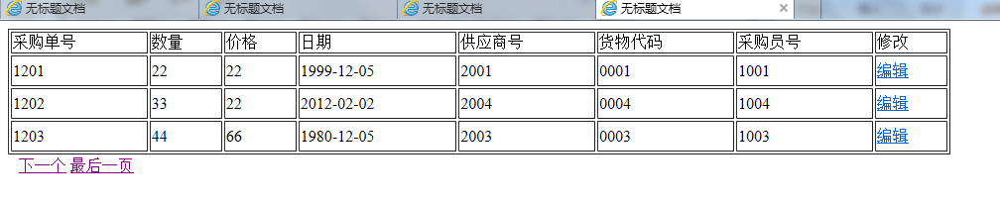 无标题文档 无标题文档 无标题文档 无标题文档
采购单号 数量 价格 日期 供应商号 货物代码 采购员号 修改
1201 22 22 1999-12-05 2001 0001 1001 编辑
1202 33 22 2012-02-02 2004 0004 1004 编辑
1203 44 66 1980-12-05 2003 0003 1003 编辑
下一个 最后一页